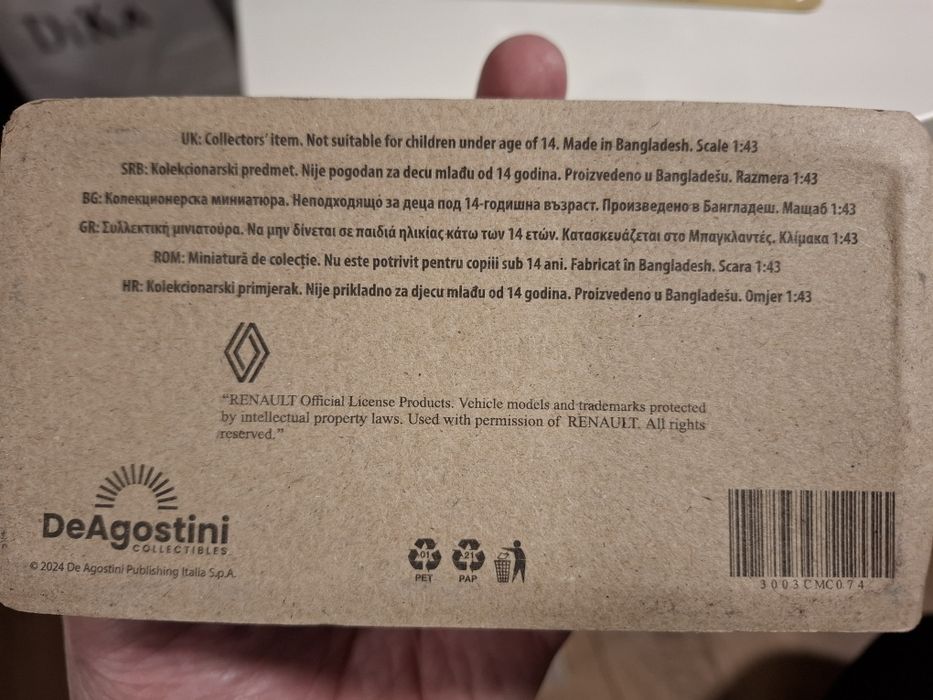 DIKA
UK: Collectors' item. Not suitable for children under age of 14. Made in Bangladesh. Scale 1:43
SRB: Kolekcionarski predmet. Nije pogodan za decu mlađu od 14 godina. Proizvedeno u Bangladešu. Razmera 1:43
BG: Колекционерска миниатюра. Неподходящо за деца под 14-годишна възраст. Произведено в Бангладеш. Мащаб 1:43
GR: Συλλεκτική μινιατούρα. Να μην δίνεται σε παιδιά ηλικίας κάτω των 14 ετών. Κατασκευάζεται στο Μπαγκλαντές. Κλίμακα 1:43
ROM: Miniatură de colecție. Nu este potrivit pentru copiii sub 14 ani. Fabricat în Bangladesh. Scara 1:43
HR: Kolekcionarski primjerak. Nije prikladno za djecu mlađu od 14 godina. Proizvedeno u Bangladešu. Omjer 1:43
“RENAULT Official License Products. Vehicle models and trademarks protected
by intellectual property laws. Used with permission of RENAULT. All rights
reserved.”
DeAgostini
COLLECTIBLES
© 2024 De Agostini Publishing Italia S.p.A.
01 21
PET PAP
3003CMC074